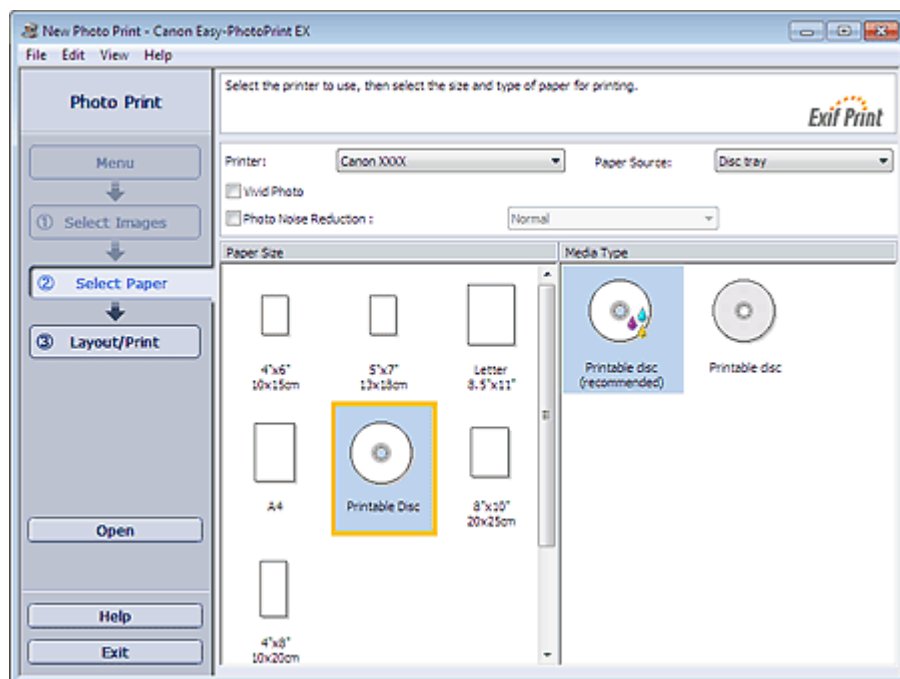 New Photo Print - Canon Easy-PhotoPrint EX
File Edit View Help
Photo Print
Select the printer to use, then select the size and type of paper for printing.
Exif Print
Menu
Printer:
Canon XXXX
Paper Source:
Disc tray
Vivid Photo
① Select Images
Photo Noise Reduction :
Normal
Paper Size
Media Type
② Select Paper
③ Layout/Print
4"x6"
10x15cm
5"x7"
13x18cm
Letter
8.5"x11"
Printable disc
(recommended)
Printable disc
A4
Printable Disc
8"x10"
20x25cm
Open
4"x8"
10x20cm
Help
Exit